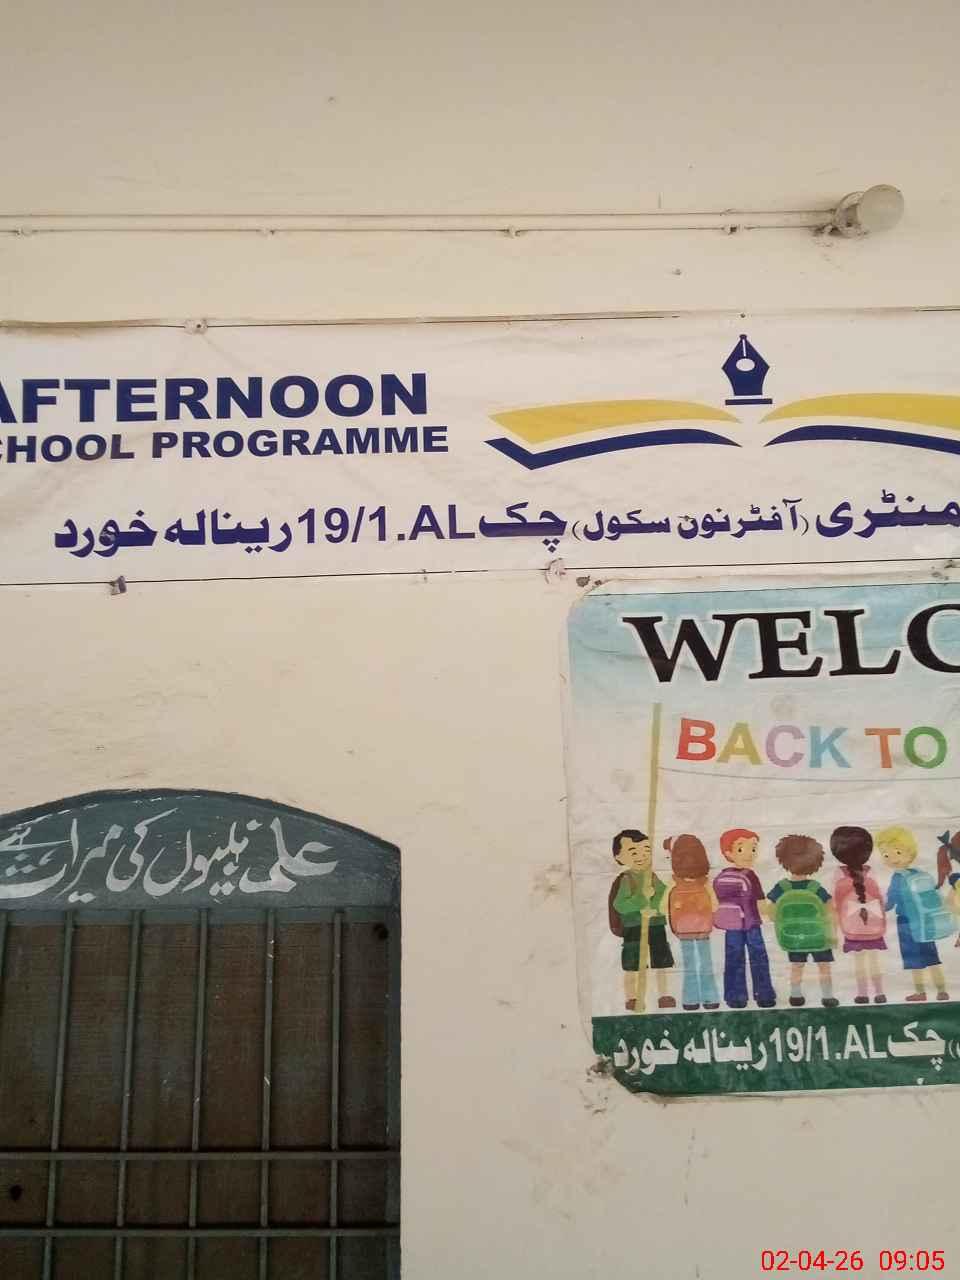 AFTERNOON
CHOOL PROGRAMME
منٹری (آفٹرنون سکول) چک 19/1.AL رینالہ خورد
WELC
BACK TO
علم نبیوں کی میراث ہے
چک 19/1.AL رینالہ خورد
02-04-26 09:05